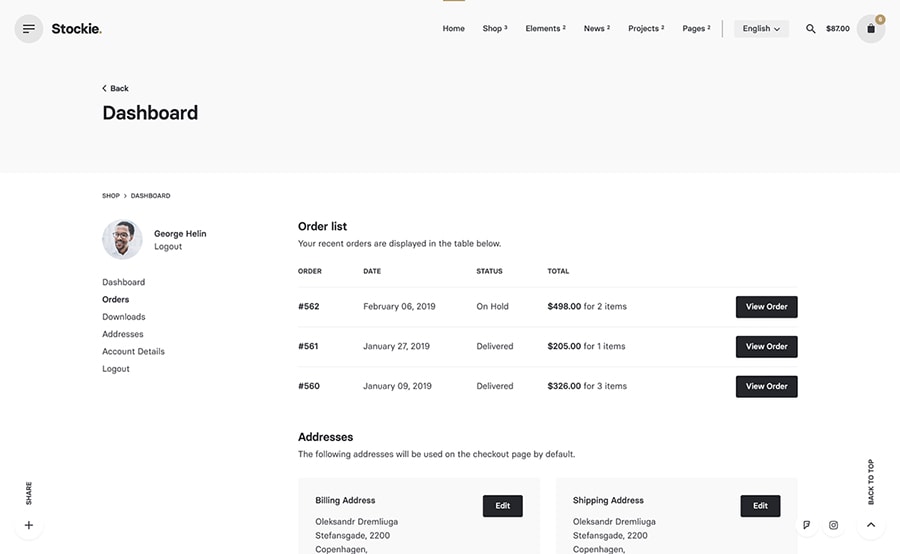 Stockie.
Home Shop 3 Elements 2 News 2 Projects 2 Pages 2 English $87.00 6
Back
Dashboard
SHOP > DASHBOARD
George Helin
Logout
Dashboard
Orders
Downloads
Addresses
Account Details
Logout
Order list
Your recent orders are displayed in the table below.
ORDER DATE STATUS TOTAL
#562 February 06, 2019 On Hold $498.00 for 2 items View Order
#561 January 27, 2019 Delivered $205.00 for 1 items View Order
#560 January 09, 2019 Delivered $326.00 for 3 items View Order
Addresses
The following addresses will be used on the checkout page by default.
Billing Address Edit
Oleksandr Dremliuga
Stefansgade, 2200
Copenhagen,
Shipping Address Edit
Oleksandr Dremliuga
Stefansgade, 2200
Copenhagen,
SHARE
BACK TO TOP